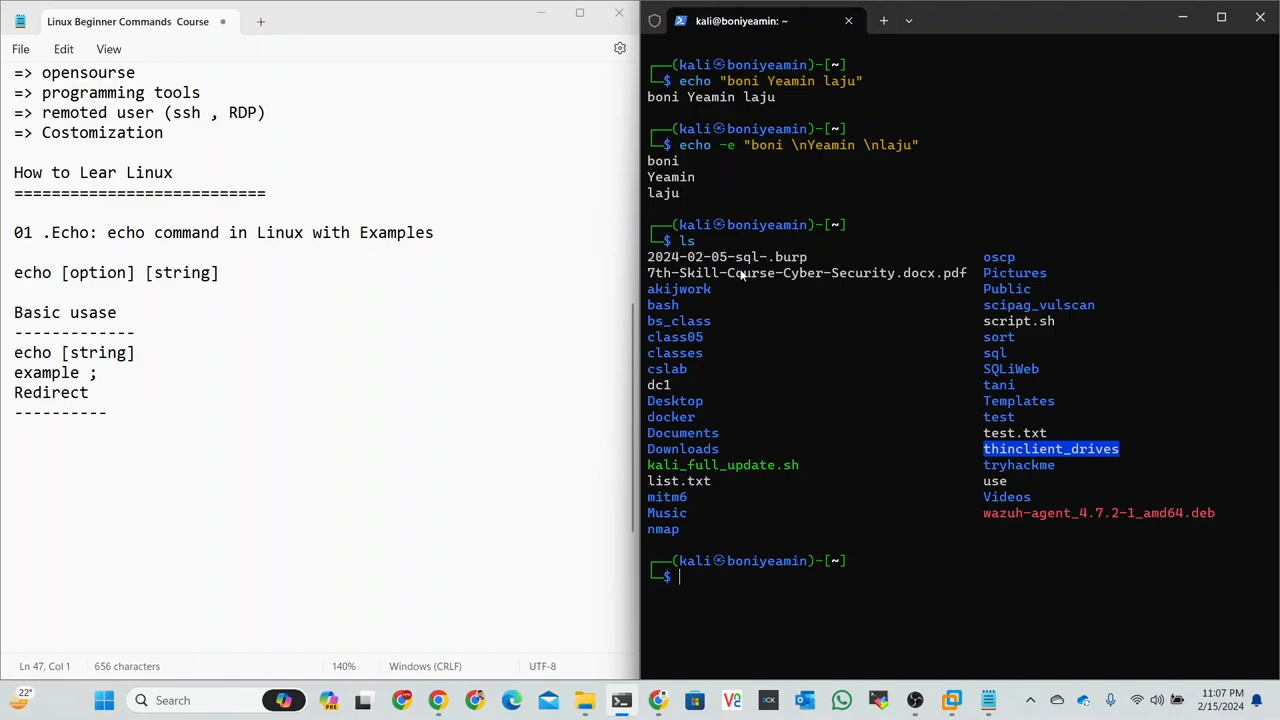 Linux Beginner Commands Course
File Edit View
=> opensourse
=> programming tools
=> remoted user (ssh , RDP)
=> Costomization
How to Lear Linux
===========================
01 .Echo: echo command in Linux with Examples
echo [option] [string]
Basic usase
-------------
echo [string]
example ;
Redirect
----------
Ln 47, Col 1 656 characters 140% Windows (CRLF) UTF-8
kali@boniyeamin: ~
┌──(kali㉿boniyeamin)-[~]
└─$ echo "boni Yeamin laju"
boni Yeamin laju
┌──(kali㉿boniyeamin)-[~]
└─$ echo -e "boni \nYeamin \nlaju"
boni
Yeamin
laju
┌──(kali㉿boniyeamin)-[~]
└─$ ls
2024-02-05-sql-.burp oscp
7th-Skill-Course-Cyber-Security.docx.pdf Pictures
akijwork Public
bash scipag_vulscan
bs_class script.sh
class05 sort
classes sql
cslab SQLiWeb
dc1 tani
Desktop Templates
docker test
Documents test.txt
Downloads thinclient_drives
kali_full_update.sh tryhackme
list.txt use
mitm6 Videos
Music wazuh-agent_4.7.2-1_amd64.deb
nmap
┌──(kali㉿boniyeamin)-[~]
└─$
22° Search 11:07 PM
2/15/2024